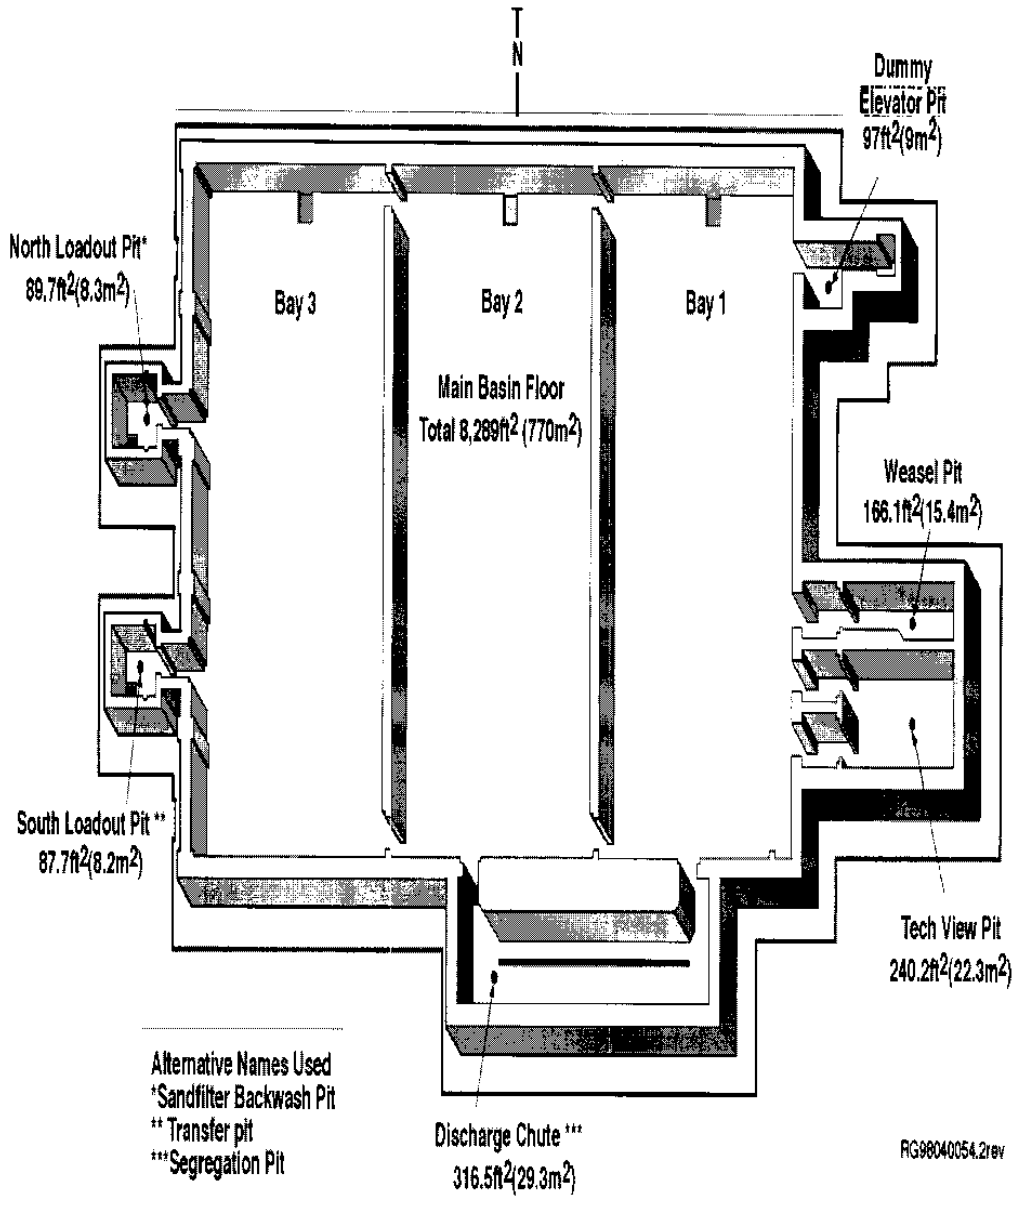 N
Dummy
Elevator Pit
97ft²(9m²)
North Loadout Pit*
89.7ft²(8.3m²)
Bay 3
Bay 2
Bay 1
Main Basin Floor
Total 8,289ft² (770m²)
Weasel Pit
166.1ft²(15.4m²)
South Loadout Pit **
87.7ft²(8.2m²)
Tech View Pit
240.2ft²(22.3m²)
Alternative Names Used
*Sandfilter Backwash Pit
** Transfer pit
***Segregation Pit
Discharge Chute ***
316.5ft²(29.3m²)
RG98040054.2rev